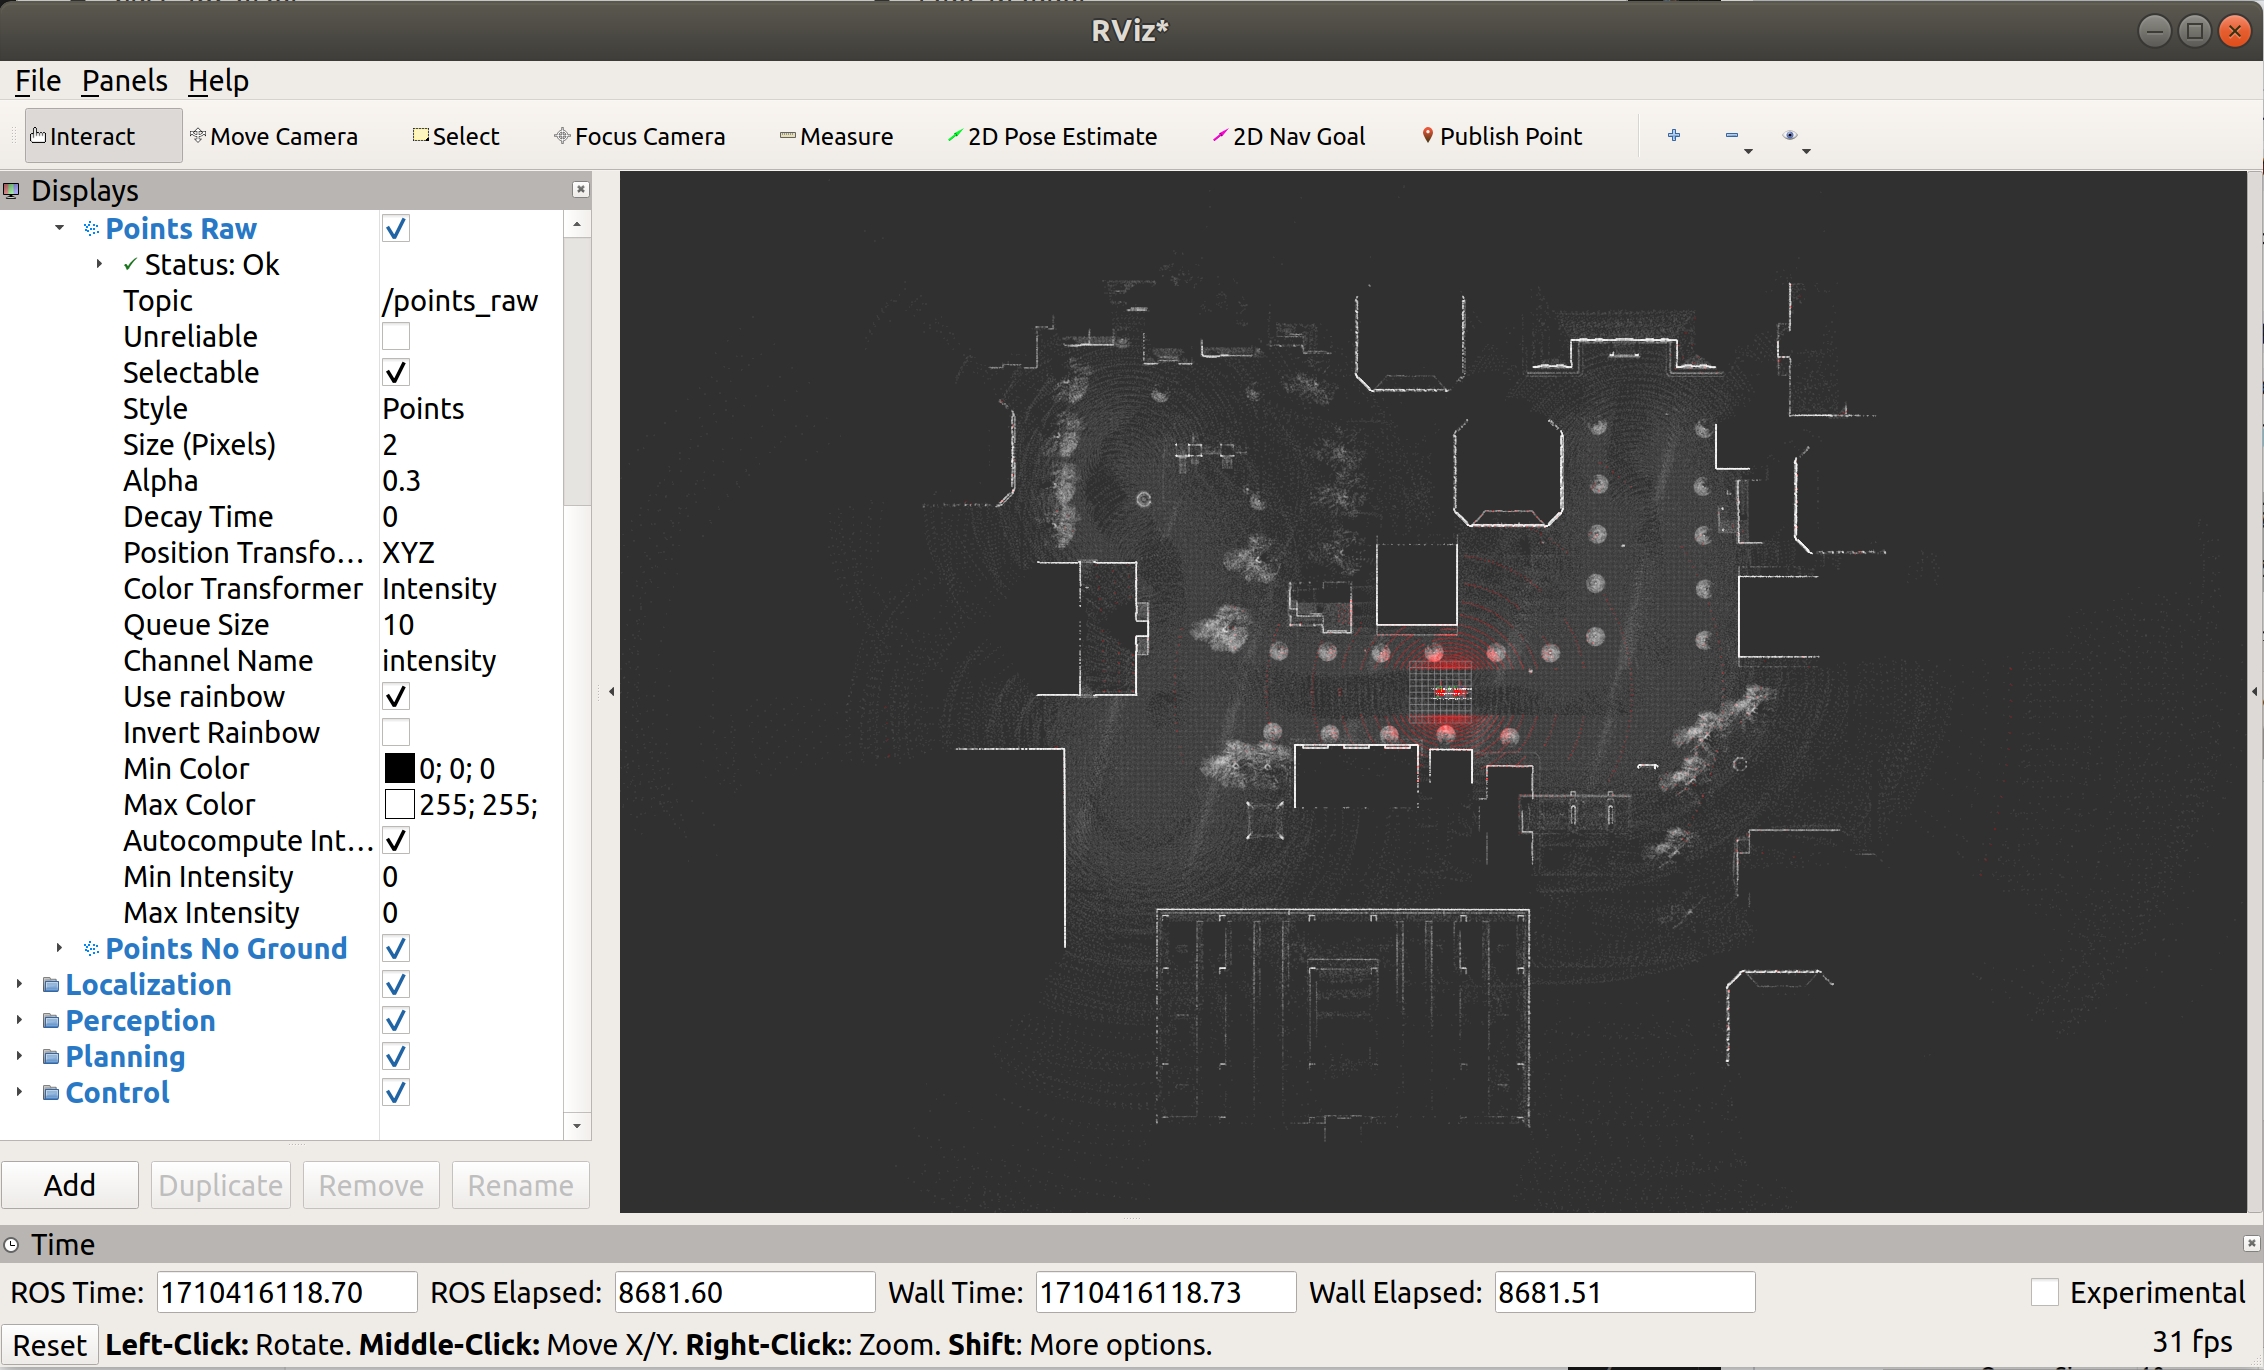 RViz*
File Panels Help
Interact Move Camera Select Focus Camera Measure 2D Pose Estimate 2D Nav Goal Publish Point
Displays
Points Raw
Status: Ok
Topic /points_raw
Unreliable
Selectable
Style Points
Size (Pixels) 2
Alpha 0.3
Decay Time 0
Position Transfo... XYZ
Color Transformer Intensity
Queue Size 10
Channel Name intensity
Use rainbow
Invert Rainbow
Min Color 0; 0; 0
Max Color 255; 255;
Autocompute Int...
Min Intensity 0
Max Intensity 0
Points No Ground
Localization
Perception
Planning
Control
Add Duplicate Remove Rename
Time
ROS Time: 1710416118.70 ROS Elapsed: 8681.60 Wall Time: 1710416118.73 Wall Elapsed: 8681.51 Experimental
Reset Left-Click: Rotate. Middle-Click: Move X/Y. Right-Click:: Zoom. Shift: More options. 31 fps